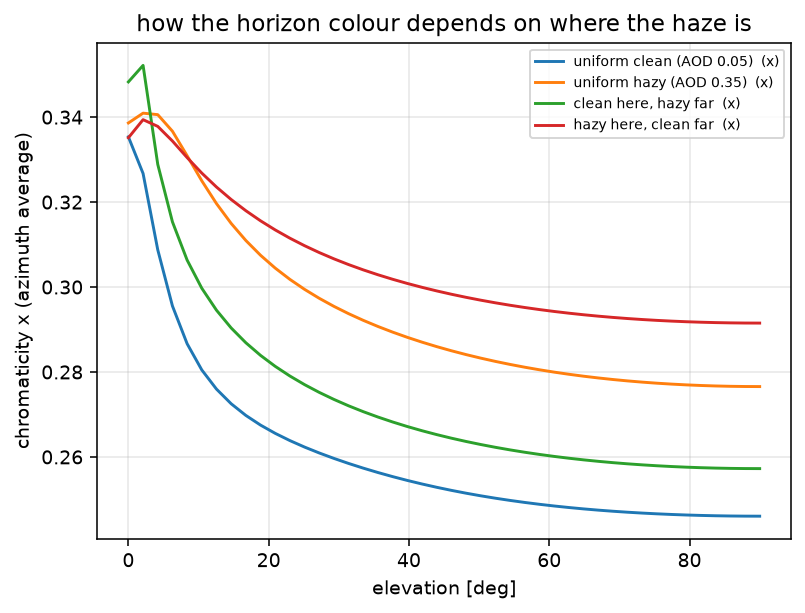 how the horizon colour depends on where the haze is
uniform clean (AOD 0.05)  (x)
uniform hazy (AOD 0.35)  (x)
clean here, hazy far  (x)
hazy here, clean far  (x)
chromaticity x (azimuth average)
0.34
0.32
0.30
0.28
0.26
0 20 40 60 80
elevation [deg]